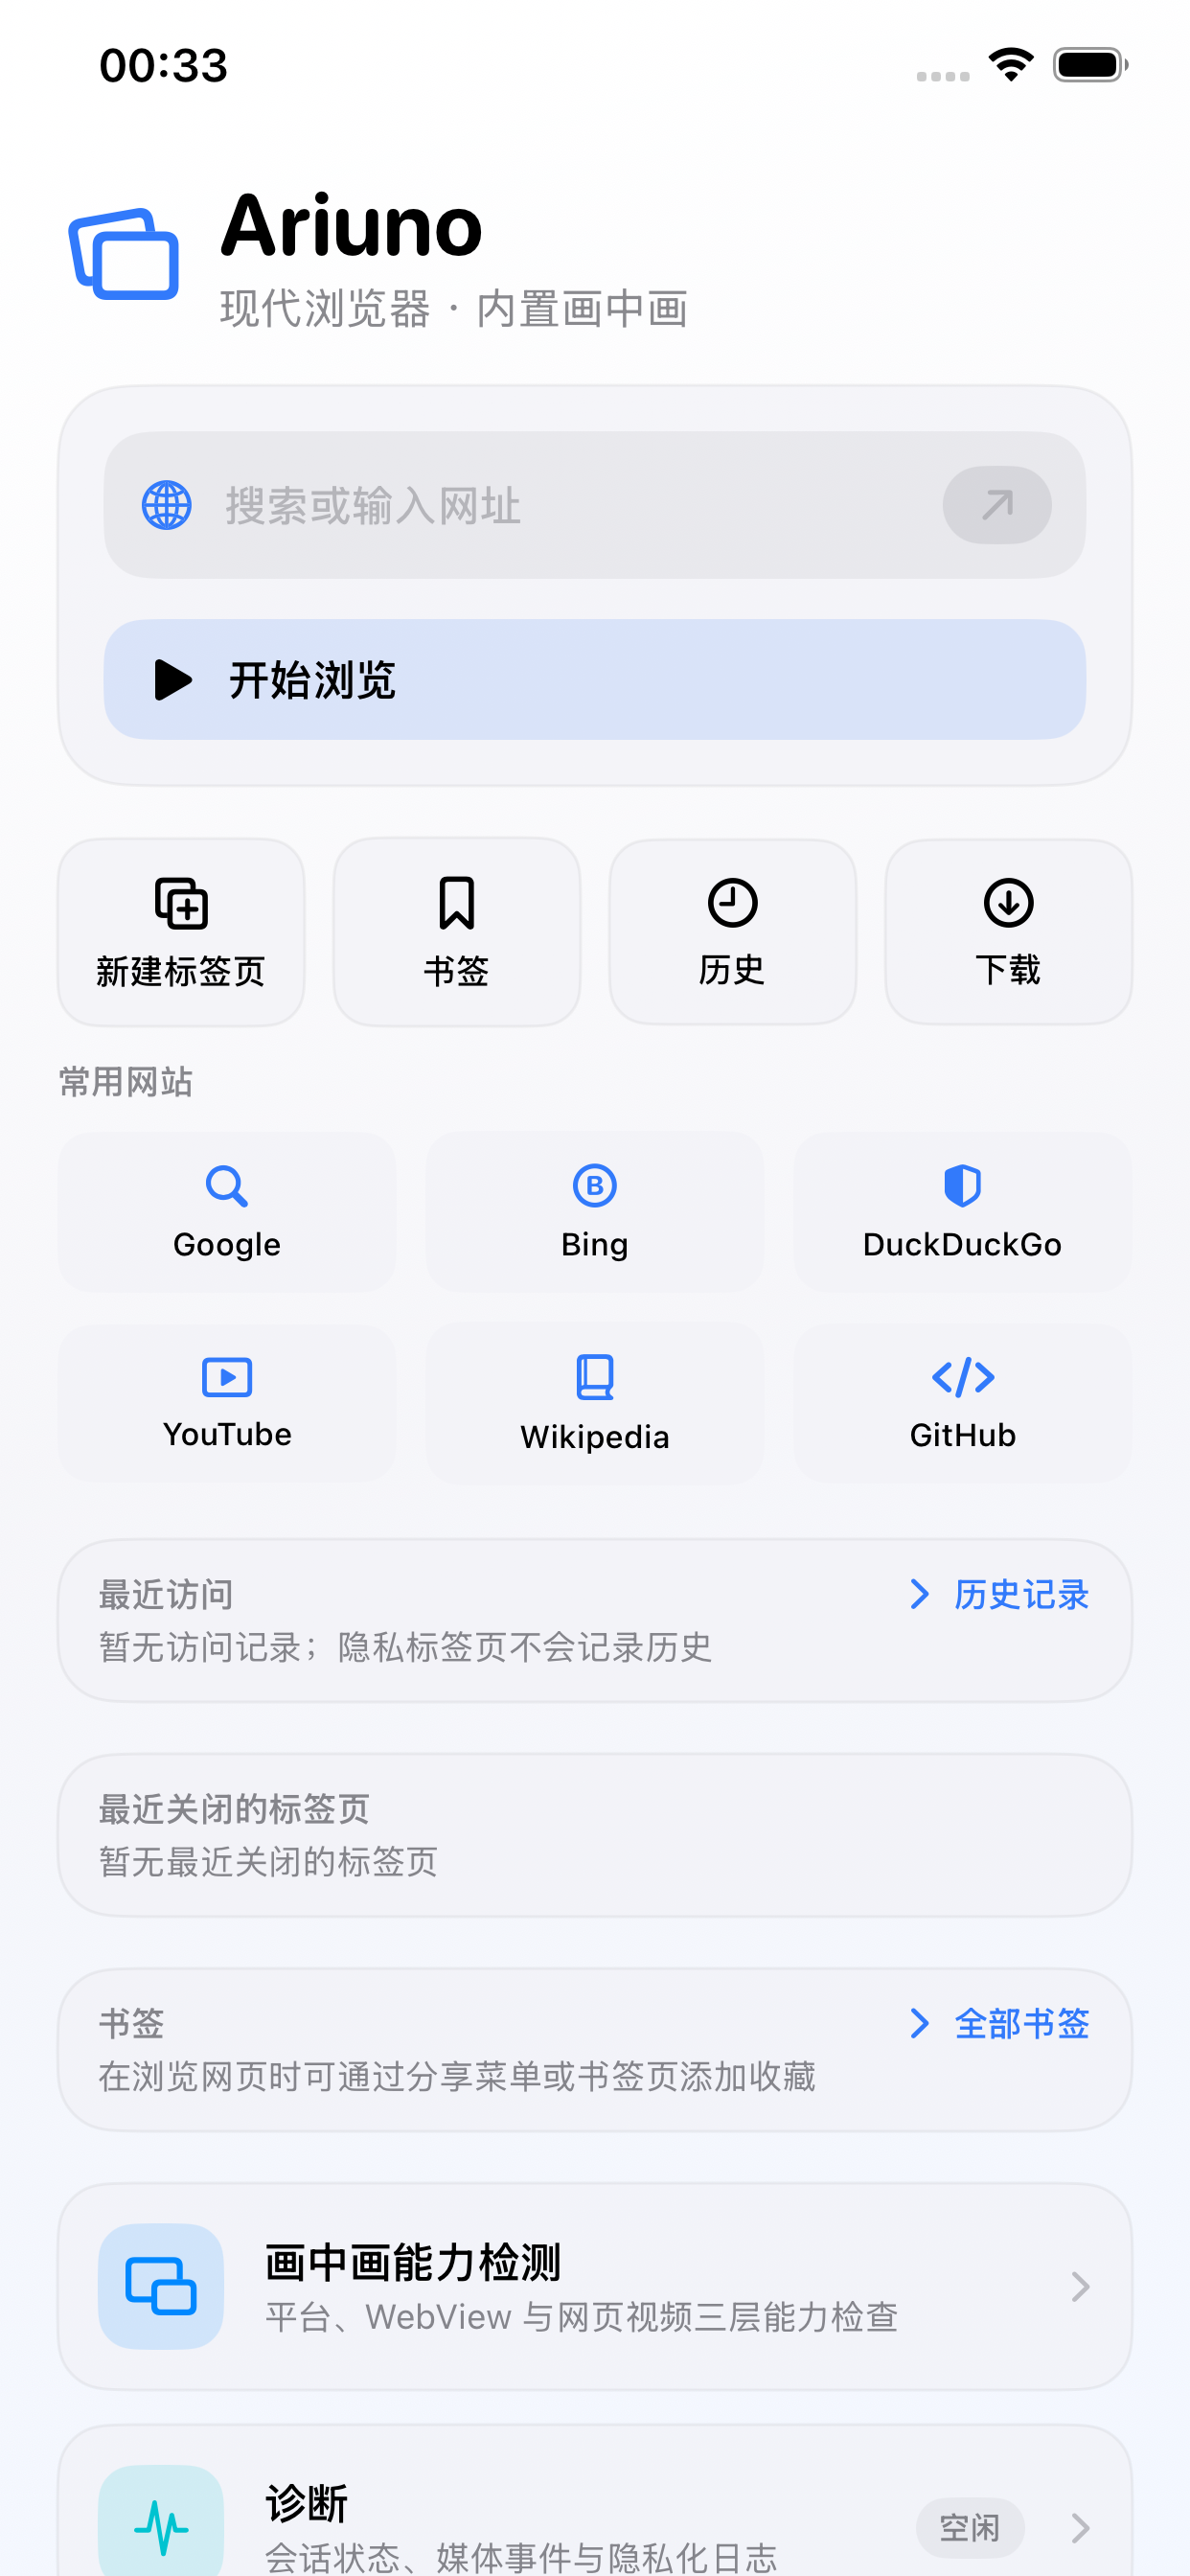 00:33
Ariuno
现代浏览器 · 内置画中画
搜索或输入网址
开始浏览
新建标签页
书签
历史
下载
常用网站
Google
Bing
DuckDuckGo
YouTube
Wikipedia
GitHub
最近访问
历史记录
暂无访问记录；隐私标签页不会记录历史
最近关闭的标签页
暂无最近关闭的标签页
书签
全部书签
在浏览网页时可通过分享菜单或书签页添加收藏
画中画能力检测
平台、WebView 与网页视频三层能力检查
诊断
空闲
会话状态、媒体事件与隐私化日志